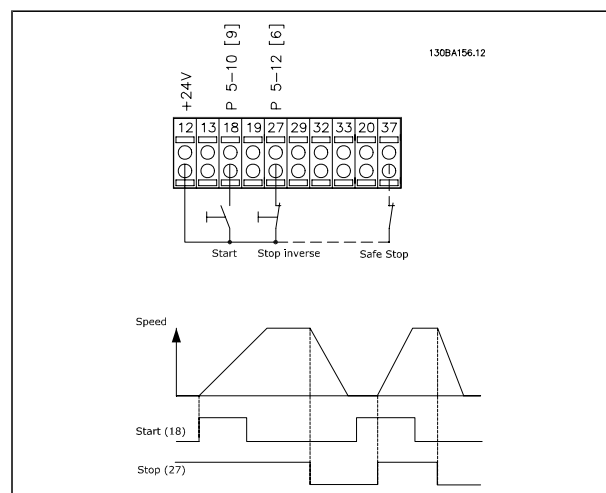 130BA156.12
+24V
P 5-10 [9]
P 5-12 [6]
12 13 18 19 27 29 32 33 20 37
Start Stop inverse Safe Stop
Speed
Start (18)
Stop (27)